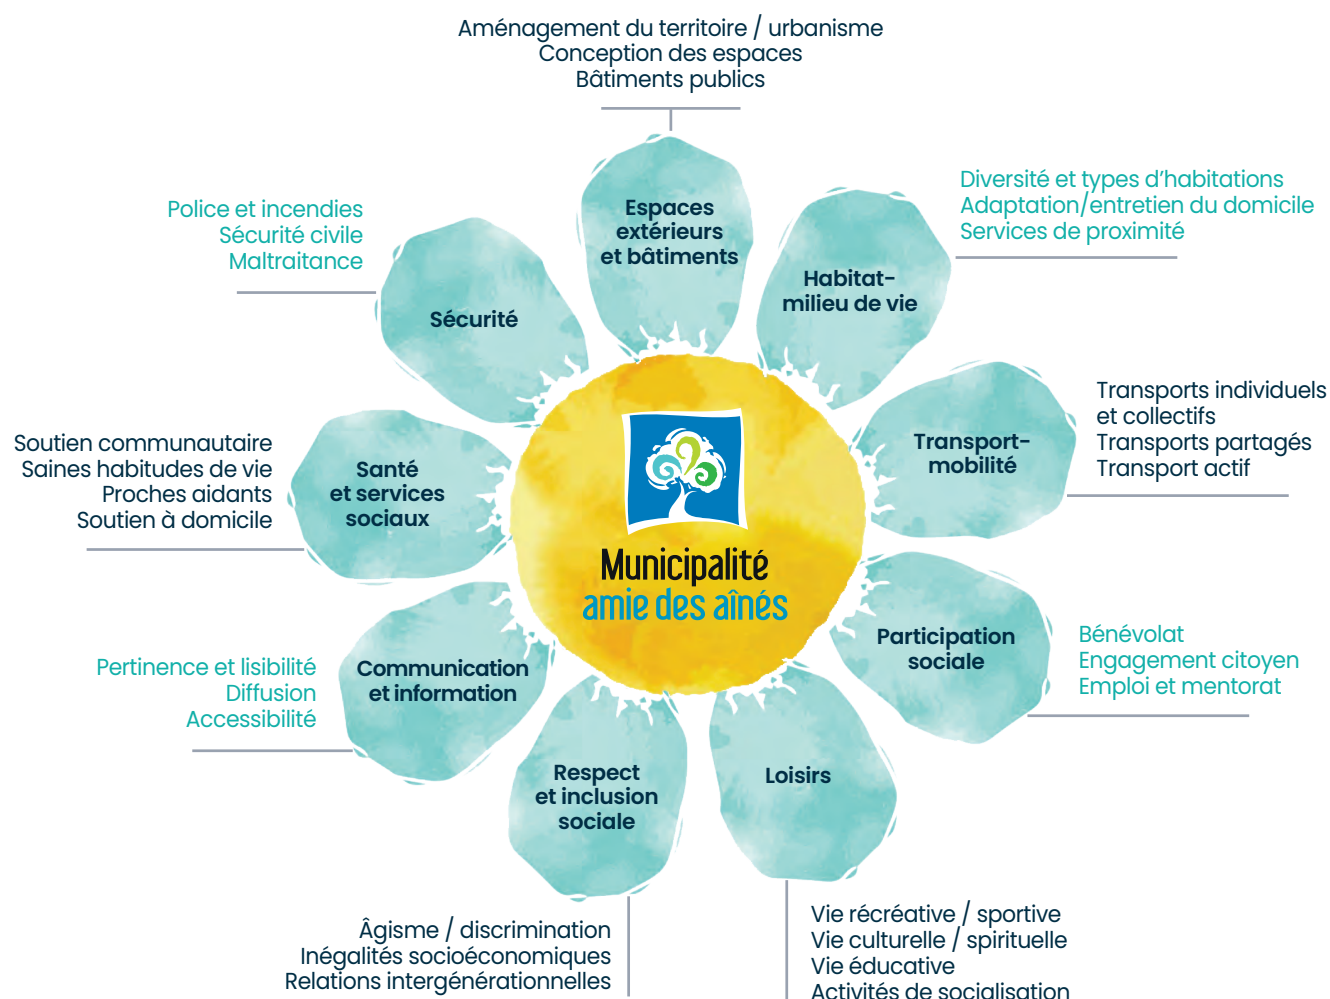 Aménagement du territoire / urbanisme
Conception des espaces
Bâtiments publics
Espaces
extérieurs
et bâtiments
Diversité et types d'habitations
Adaptation/entretien du domicile
Services de proximité
Habitat-
milieu de vie
Transports individuels
et collectifs
Transports partagés
Transport actif
Transport-
mobilité
Participation
sociale
Bénévolat
Engagement citoyen
Emploi et mentorat
Loisirs
Vie récréative / sportive
Vie culturelle / spirituelle
Vie éducative
Activités de socialisation
Respect
et inclusion
sociale
Âgisme / discrimination
Inégalités socioéconomiques
Relations intergénérationnelles
Communication
et information
Pertinence et lisibilité
Diffusion
Accessibilité
Santé
et services
sociaux
Soutien communautaire
Saines habitudes de vie
Proches aidants
Soutien à domicile
Sécurité
Police et incendies
Sécurité civile
Maltraitance
Municipalité
amie des aînés